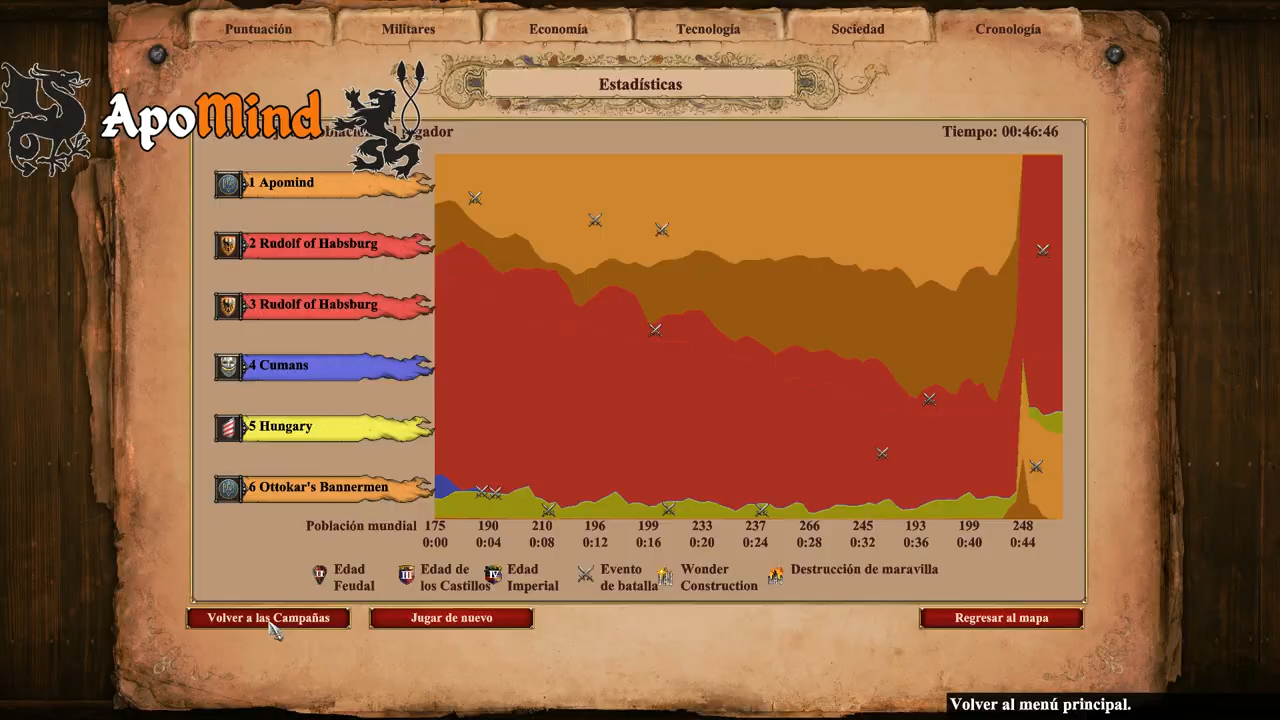 Puntuación
Militares
Economía
Tecnología
Sociedad
Cronología
Estadísticas
ApoMind
Tiempo: 00:46:46
1 Apomind
2 Rudolf of Habsburg
3 Rudolf of Habsburg
4 Cumans
5 Hungary
6 Ottokar's Bannermen
Población mundial 175 190 210 196 199 233 237 266 245 193 199 248
0:00 0:04 0:08 0:12 0:16 0:20 0:24 0:28 0:32 0:36 0:40 0:44
Edad
Feudal
Edad de
los Castillos
Edad
Imperial
Evento
de batalla
Wonder
Construction
Destrucción de maravilla
Volver a las Campañas
Jugar de nuevo
Regresar al mapa
Volver al menú principal.